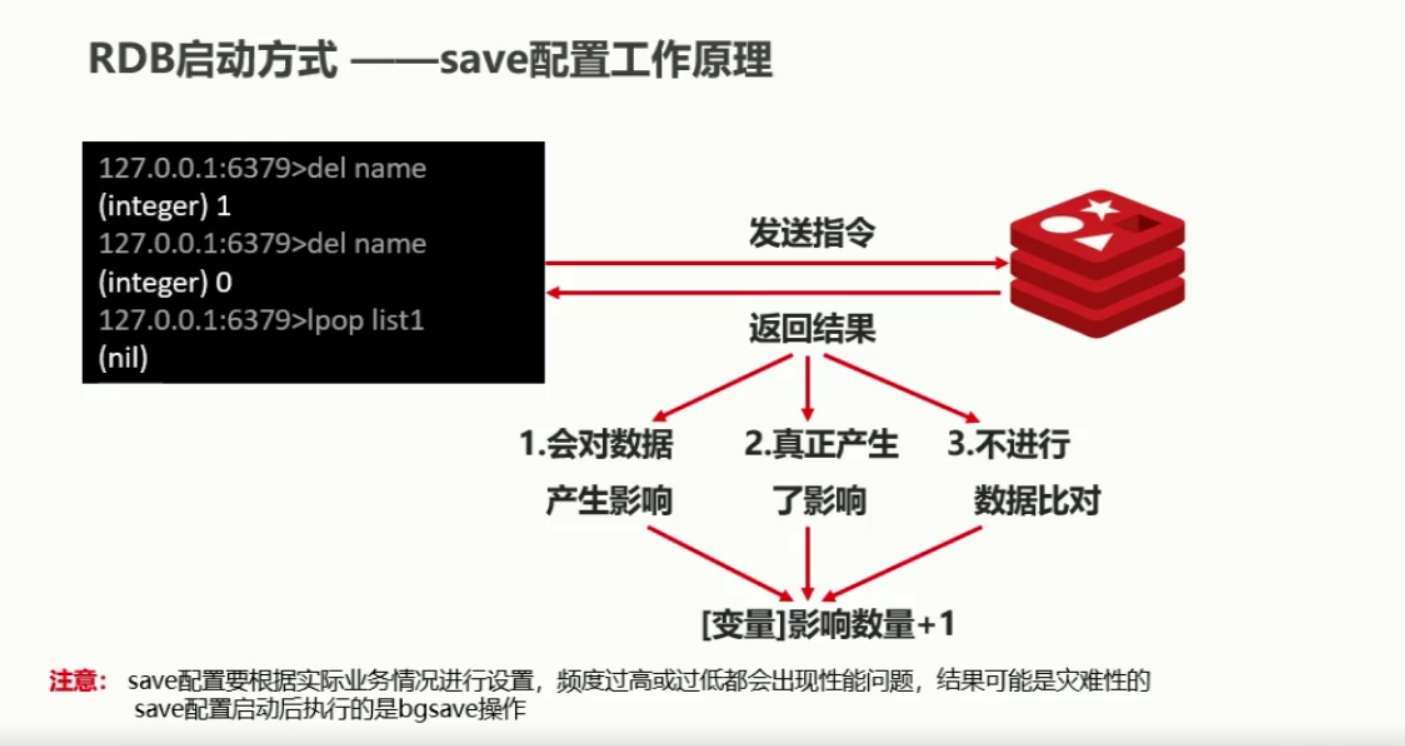 RDB启动方式 ——save配置工作原理
127.0.0.1:6379>del name
(integer) 1
127.0.0.1:6379>del name
(integer) 0
127.0.0.1:6379>lpop list1
(nil)
发送指令
返回结果
1.会对数据
产生影响
2.真正产生
了影响
3.不进行
数据比对
[变量]影响数量+1
注意： save配置要根据实际业务情况进行设置，频度过高或过低都会出现性能问题，结果可能是灾难性的
save配置启动后执行的是bgsave操作